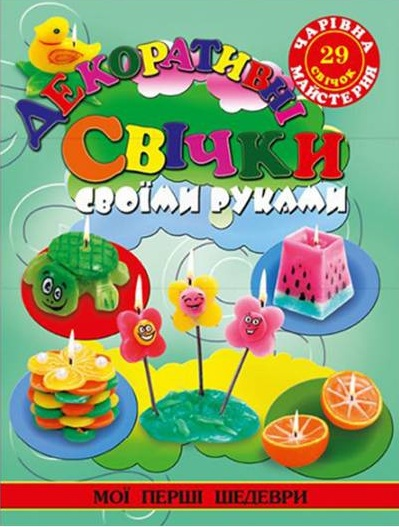 ЧАРІВНА
29
СВІЧОК
МАЙСТЕРНЯ
ДЕКОРАТИВНІ
СВІЧКИ
СВОЇМИ РУКАМИ
МОЇ ПЕРШІ ШЕДЕВРИ